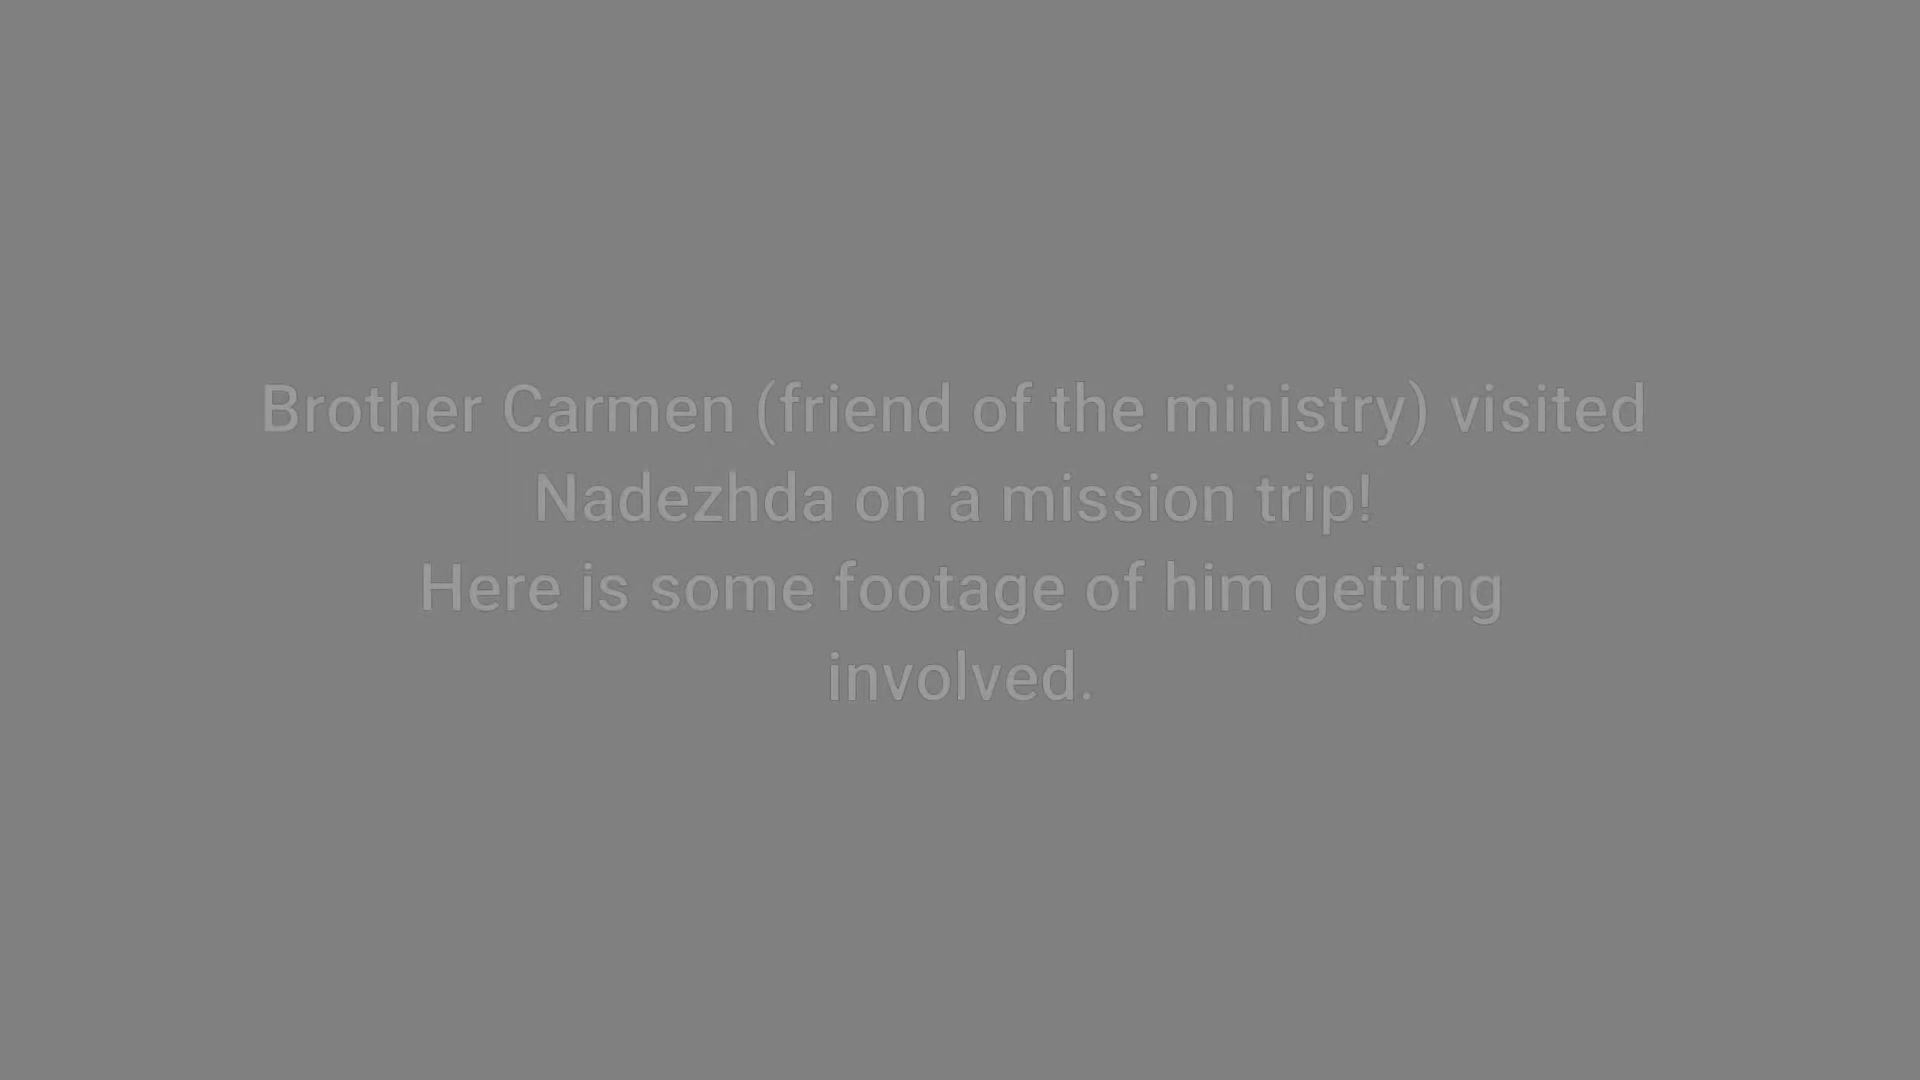 Brother Carmen (friend of the ministry) visited
Nadezhda on a mission trip!
Here is some footage of him getting
involved.